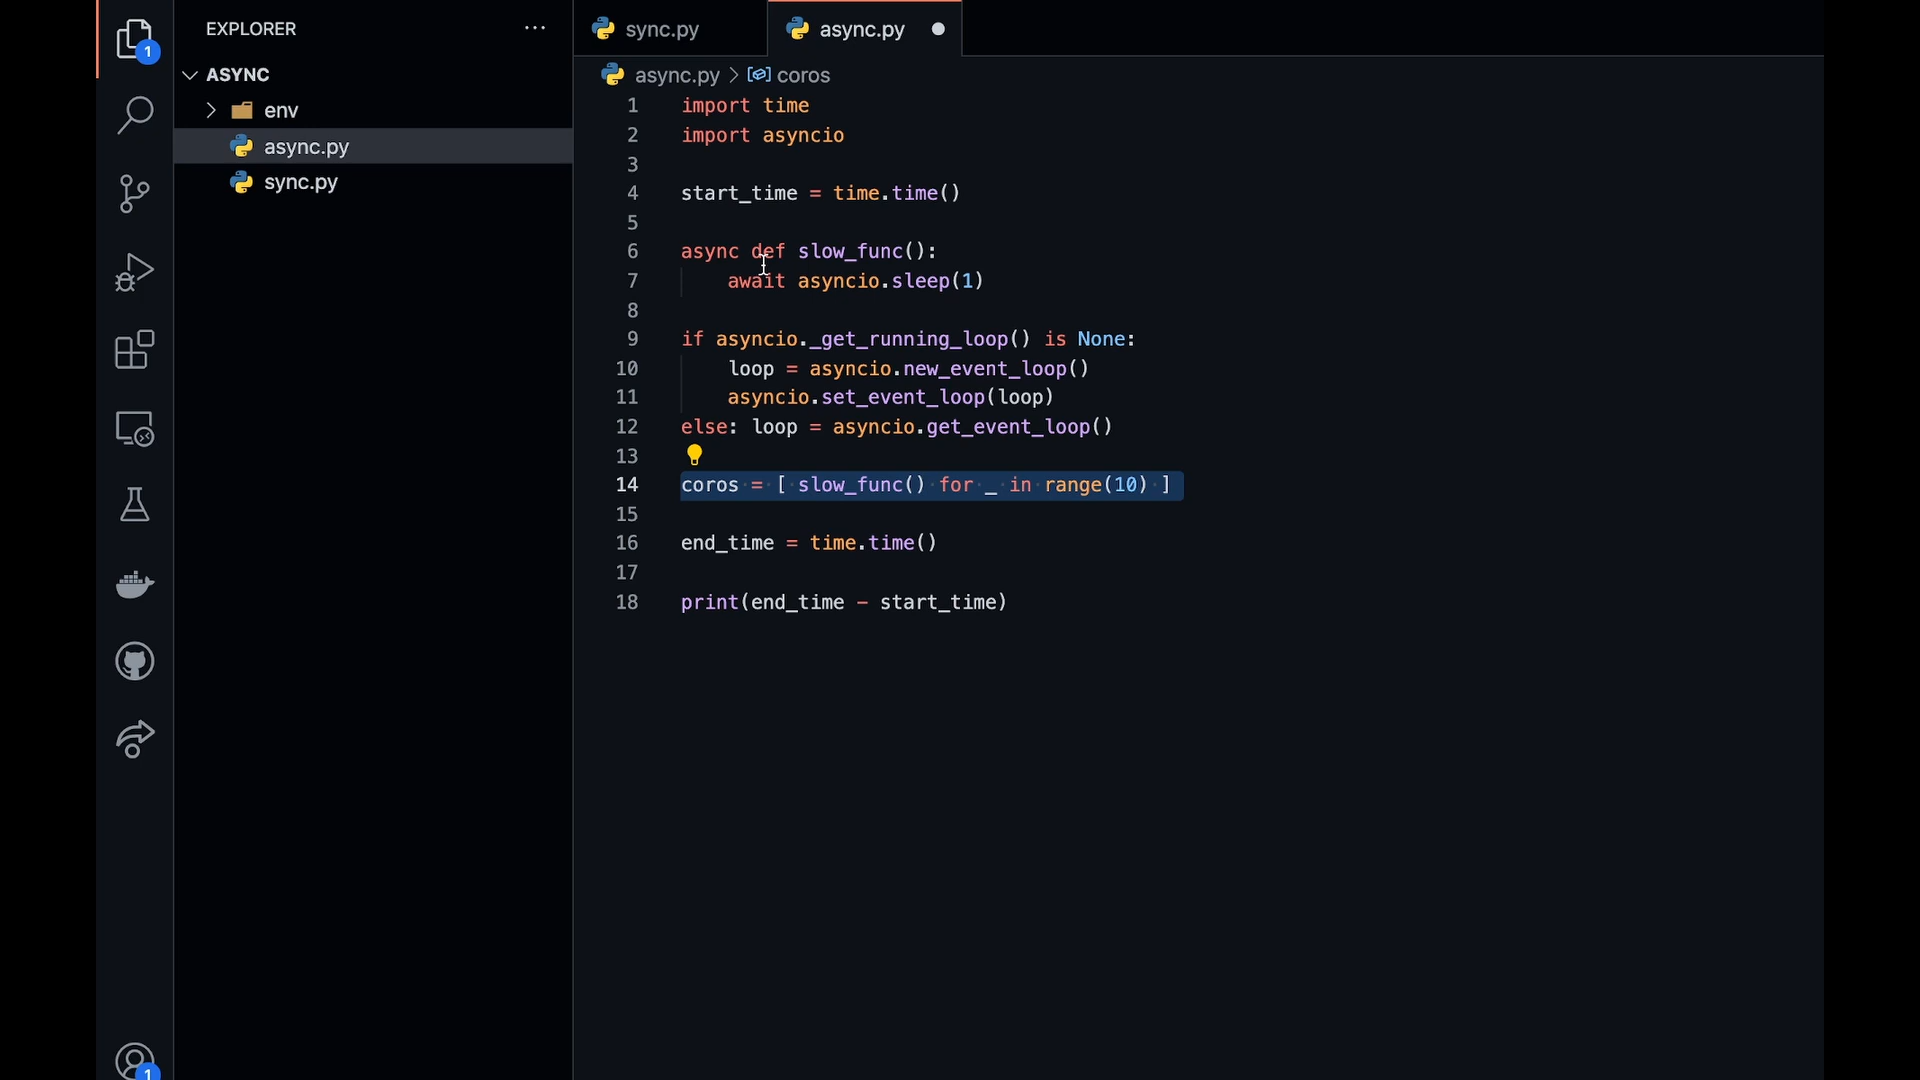 EXPLORER
ASYNC
env
async.py
sync.py
1
1
sync.py
async.py
async.py > coros
1 import time
2 import asyncio
3
4 start_time = time.time()
5
6 async def slow_func():
7     await asyncio.sleep(1)
8
9 if asyncio._get_running_loop() is None:
10     loop = asyncio.new_event_loop()
11     asyncio.set_event_loop(loop)
12 else: loop = asyncio.get_event_loop()
13
14 coros = [ slow_func() for _ in range(10) ]
15
16 end_time = time.time()
17
18 print(end_time - start_time)